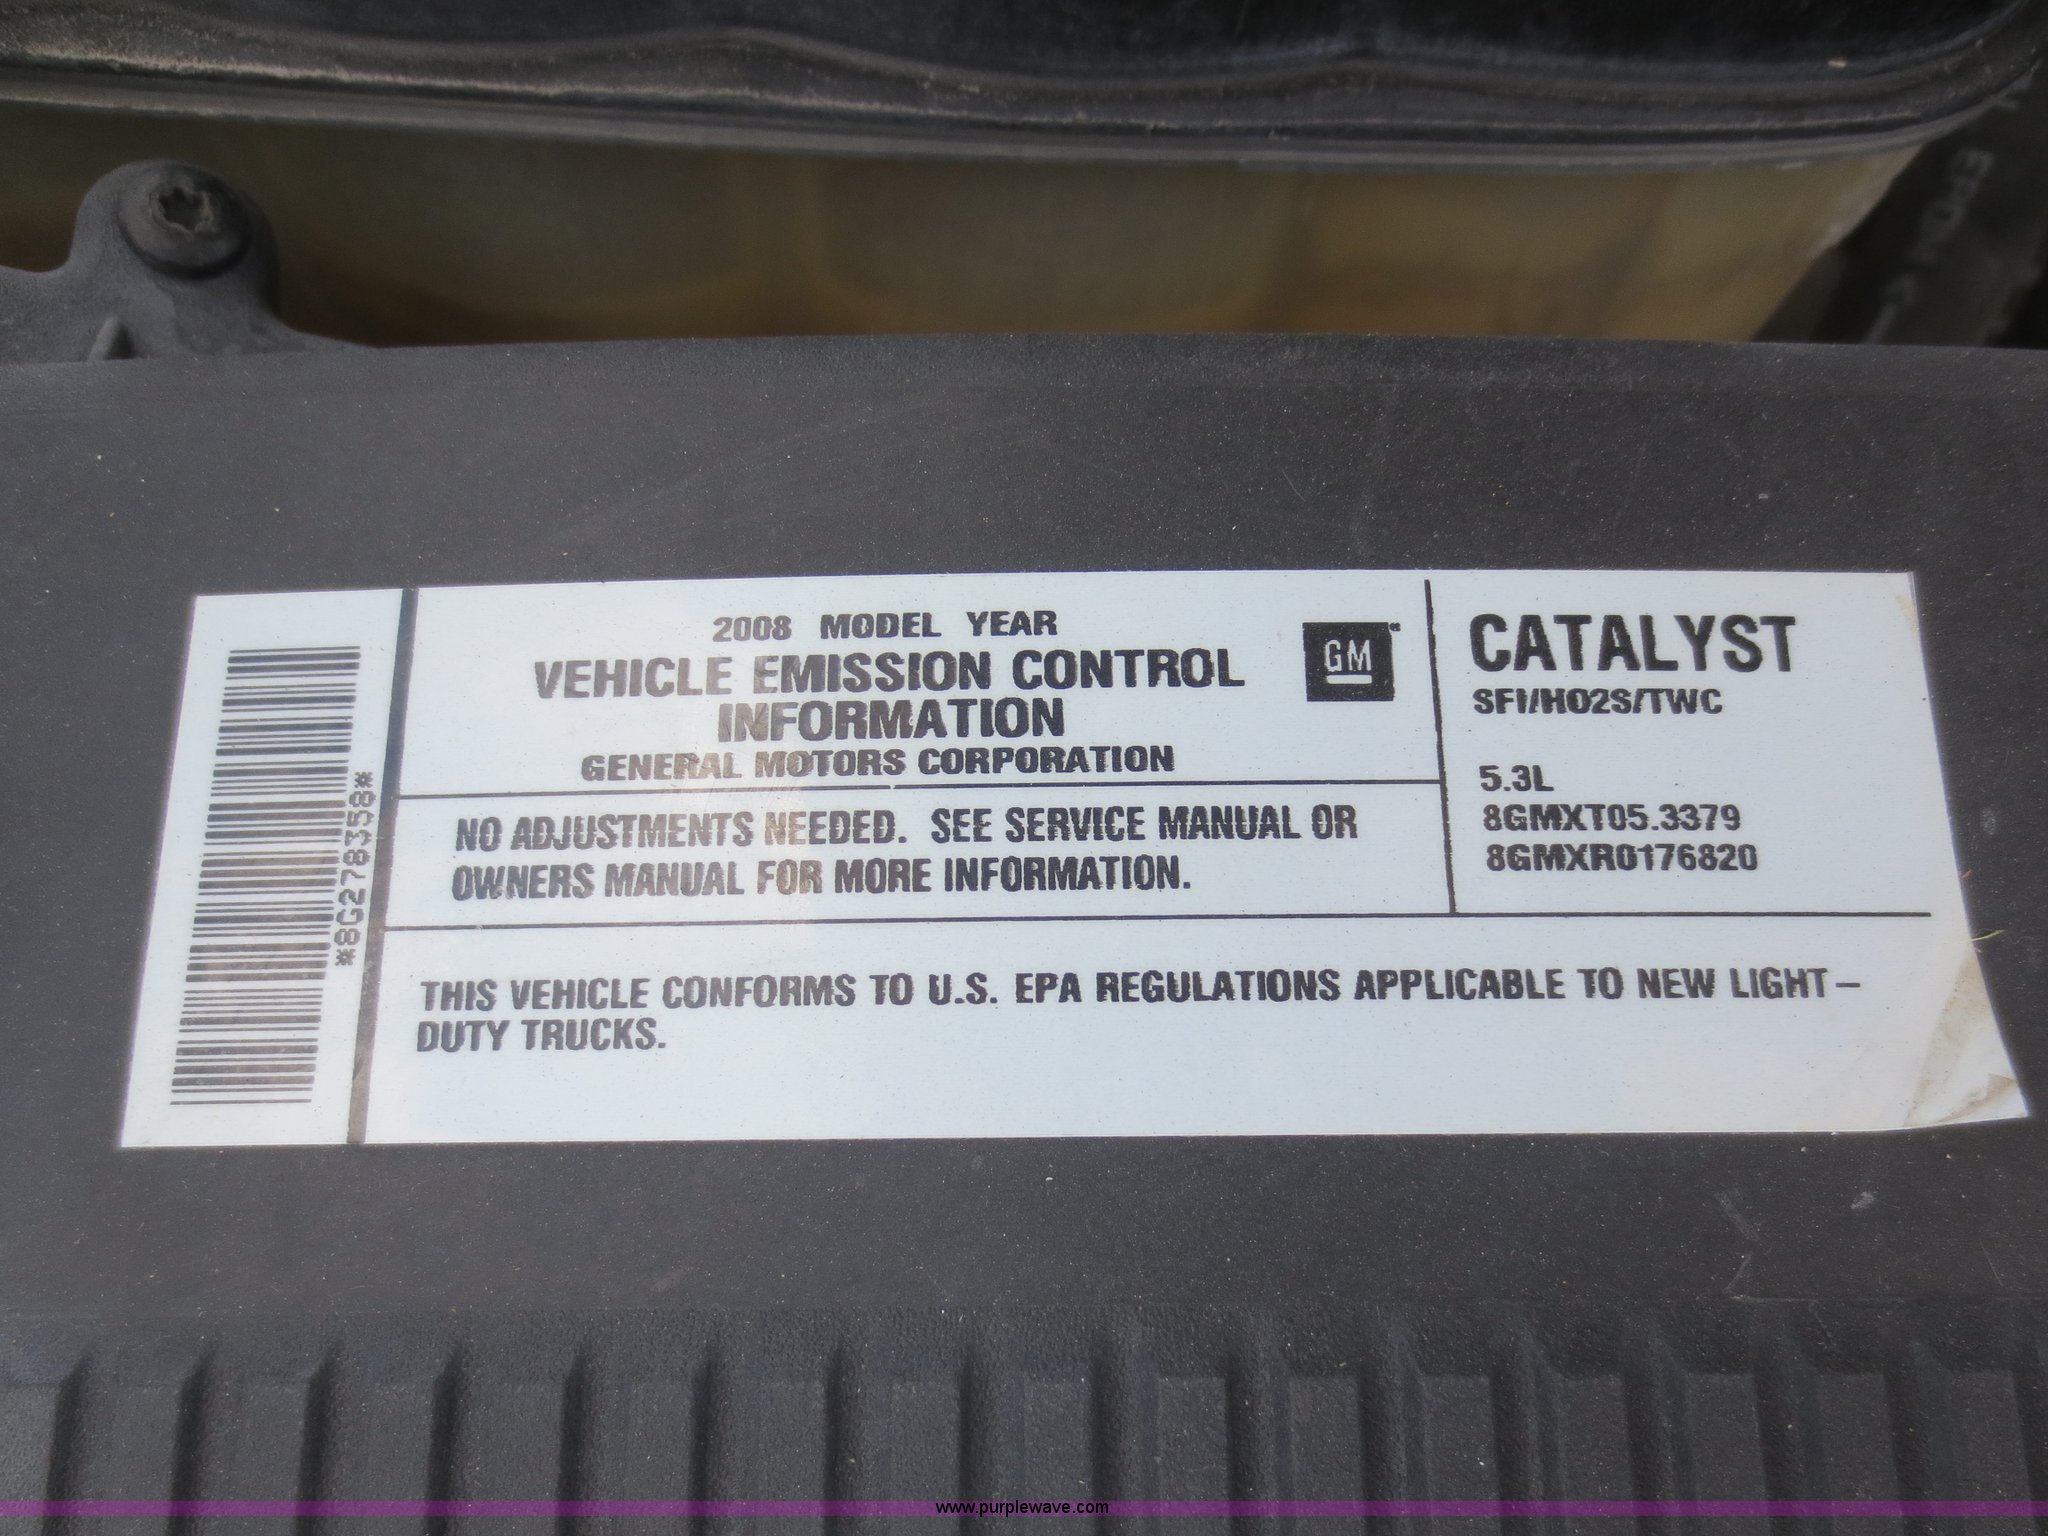 2008 MODEL YEAR
VEHICLE EMISSION CONTROL
INFORMATION
GENERAL MOTORS CORPORATION
GM
NO ADJUSTMENTS NEEDED. SEE SERVICE MANUAL OR
OWNERS MANUAL FOR MORE INFORMATION.
CATALYST
SFI/HO2S/TWC
5.3L
8GMXT05.3379
8GMXR0176820
THIS VEHICLE CONFORMS TO U.S. EPA REGULATIONS APPLICABLE TO NEW LIGHT–
DUTY TRUCKS.
*8G278358*
www.purplewave.com